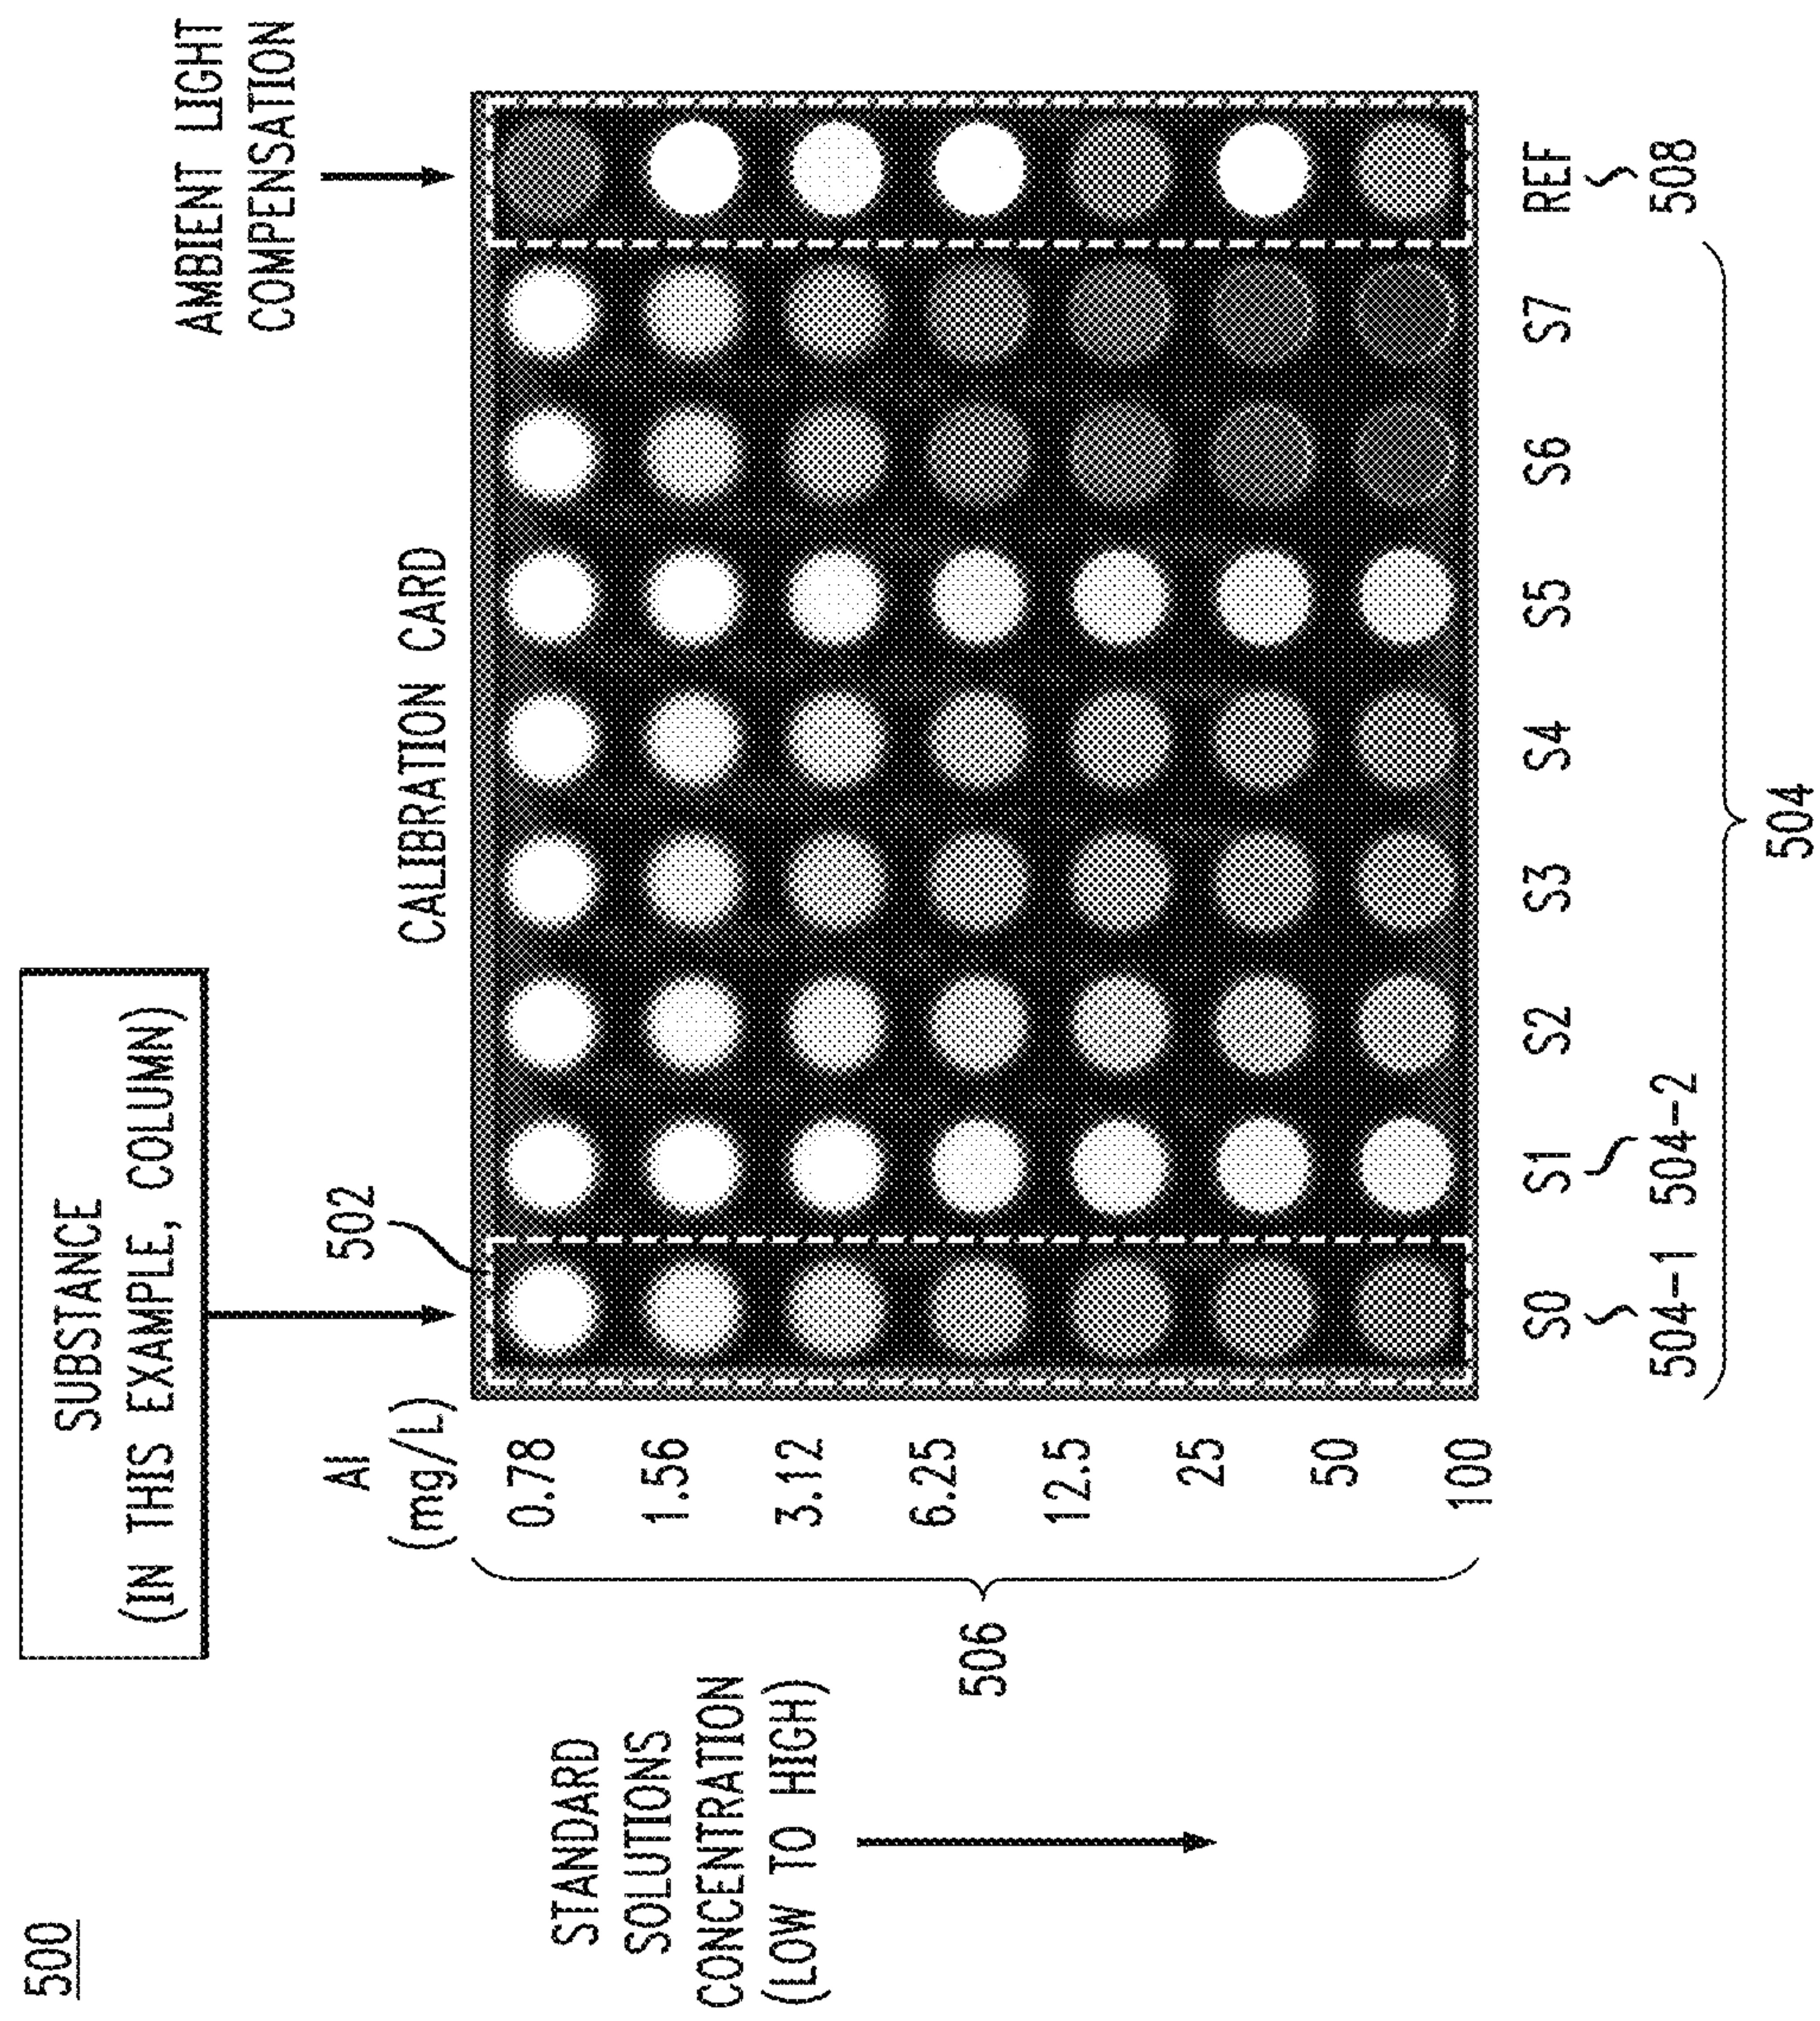 500
SUBSTANCE
(IN THIS EXAMPLE, COLUMN)
AMBIENT LIGHT
COMPENSATION
502
CALIBRATION CARD
STANDARD
SOLUTIONS
CONCENTRATION
(LOW TO HIGH)
506
AI
(mg/L)
0.78
1.56
3.12
6.25
12.5
25
50
100
S0 S1 S2 S3 S4 S5 S6 S7 REF
504-1 504-2 508
504